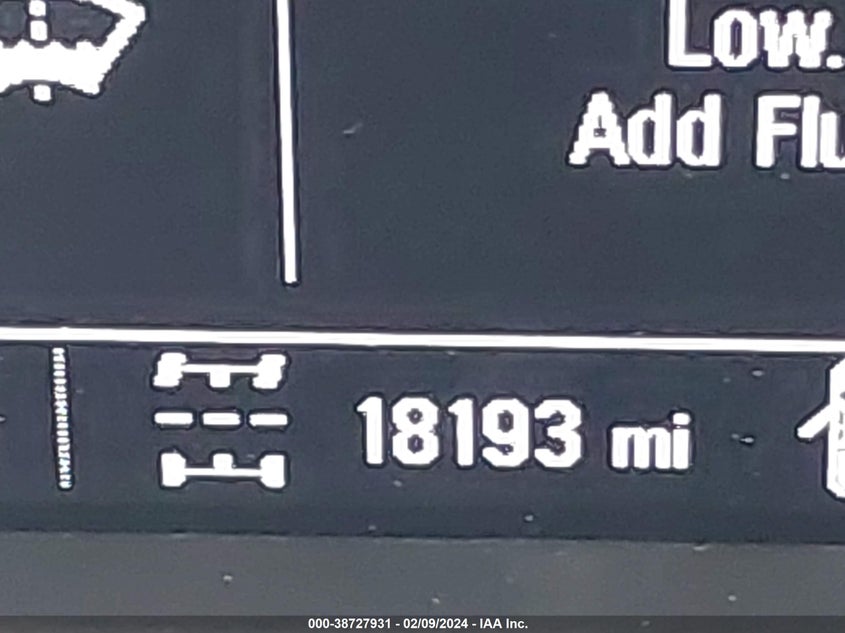 Low.
Add Flu
18193 mi
000-38727931 - 02/09/2024 - IAA Inc.